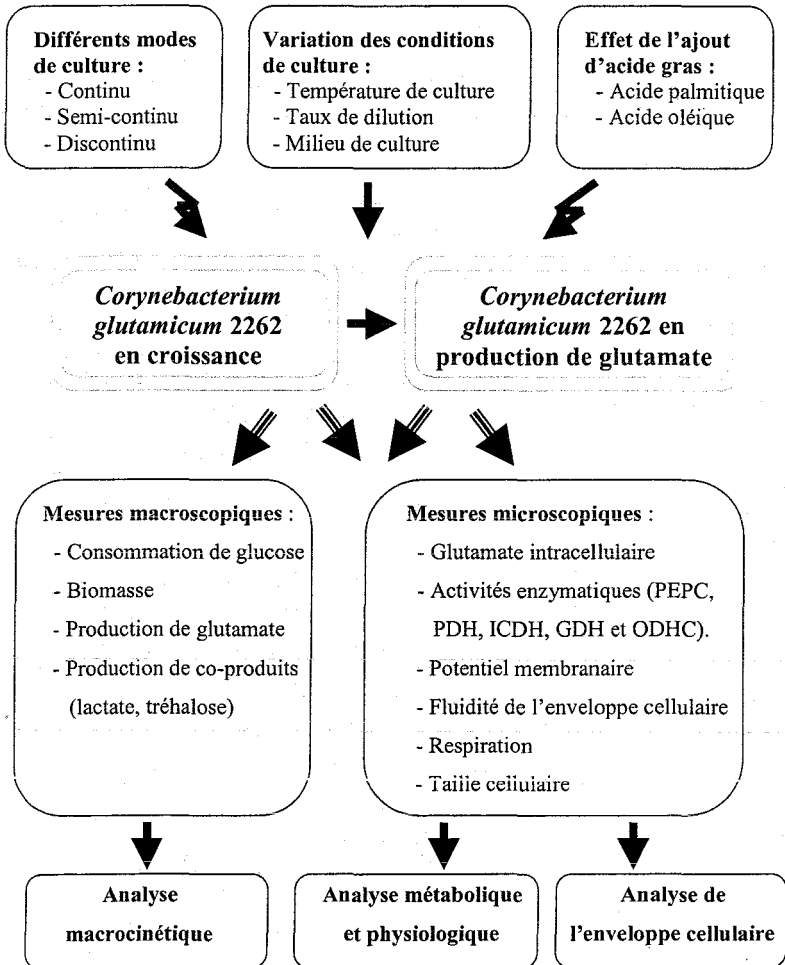 Différents modes
de culture :
- Continu
- Semi-continu
- Discontinu
Variation des conditions
de culture :
- Température de culture
- Taux de dilution
- Milieu de culture
Effet de l'ajout
d'acide gras :
- Acide palmitique
- Acide oléique
Corynebacterium
glutamicum 2262
en croissance
Corynebacterium
glutamicum 2262 en
production de glutamate
Mesures macroscopiques :
- Consommation de glucose
- Biomasse
- Production de glutamate
- Production de co-produits
(lactate, tréhalose)
Mesures microscopiques :
- Glutamate intracellulaire
- Activités enzymatiques (PEPC,
PDH, ICDH, GDH et ODHC).
- Potentiel membranaire
- Fluidité de l'enveloppe cellulaire
- Respiration
- Taille cellulaire
Analyse
macrocinétique
Analyse métabolique
et physiologique
Analyse de
l'enveloppe cellulaire